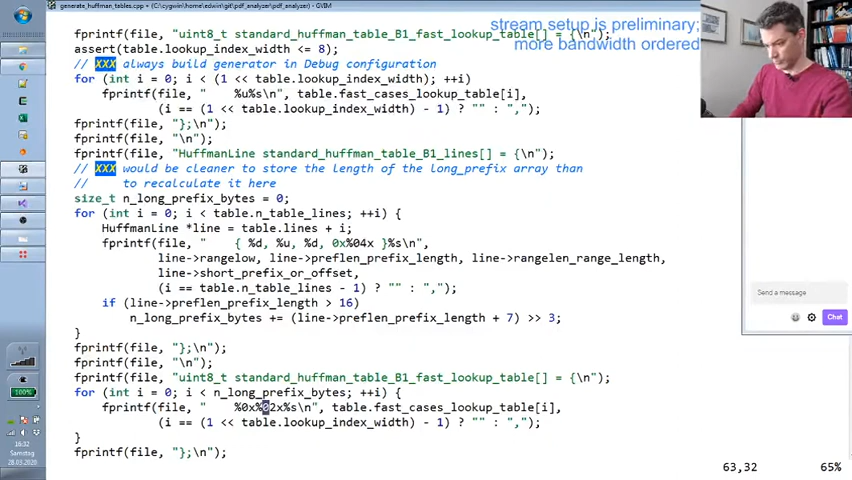 generate_huffman_tables.cpp + (C:\cygwin\home\edwin\git\pdf_analyzer\pdf_analyzer) - GVIM
stream setup is preliminary;
more bandwidth ordered
fprintf(file, "uint8_t standard_huffman_table_B1_fast_lookup_table[] = {\n");
assert(table.lookup_index_width <= 8);
// XXX always build generator in Debug configuration
for (int i = 0; i < (1 << table.lookup_index_width); ++i)
fprintf(file, "    %u%s\n", table.fast_cases_lookup_table[i],
(i == (1 << table.lookup_index_width) - 1) ? "" : ",");
fprintf(file, "};\n");
fprintf(file, "\n");
fprintf(file, "HuffmanLine standard_huffman_table_B1_lines[] = {\n");
// XXX would be cleaner to store the length of the long_prefix array than
//     to recalculate it here
size_t n_long_prefix_bytes = 0;
for (int i = 0; i < table.n_table_lines; ++i) {
HuffmanLine *line = table.lines + i;
fprintf(file, "    { %d, %u, %d, 0x%04x }%s\n",
line->rangelow, line->preflen_prefix_length, line->rangelen_range_length,
line->short_prefix_or_offset,
(i == table.n_table_lines - 1) ? "" : ",");
if (line->preflen_prefix_length > 16)
n_long_prefix_bytes += (line->preflen_prefix_length + 7) >> 3;
}
fprintf(file, "};\n");
fprintf(file, "\n");
fprintf(file, "uint8_t standard_huffman_table_B1_fast_lookup_table[] = {\n");
for (int i = 0; i < n_long_prefix_bytes; ++i) {
fprintf(file, "    %0x%02x%s\n", table.fast_cases_lookup_table[i],
(i == (1 << table.lookup_index_width) - 1) ? "" : ",");
}
fprintf(file, "};\n");
63,32
65%
Send a message
Chat
100%
16:32
Samstag
28.03.2020